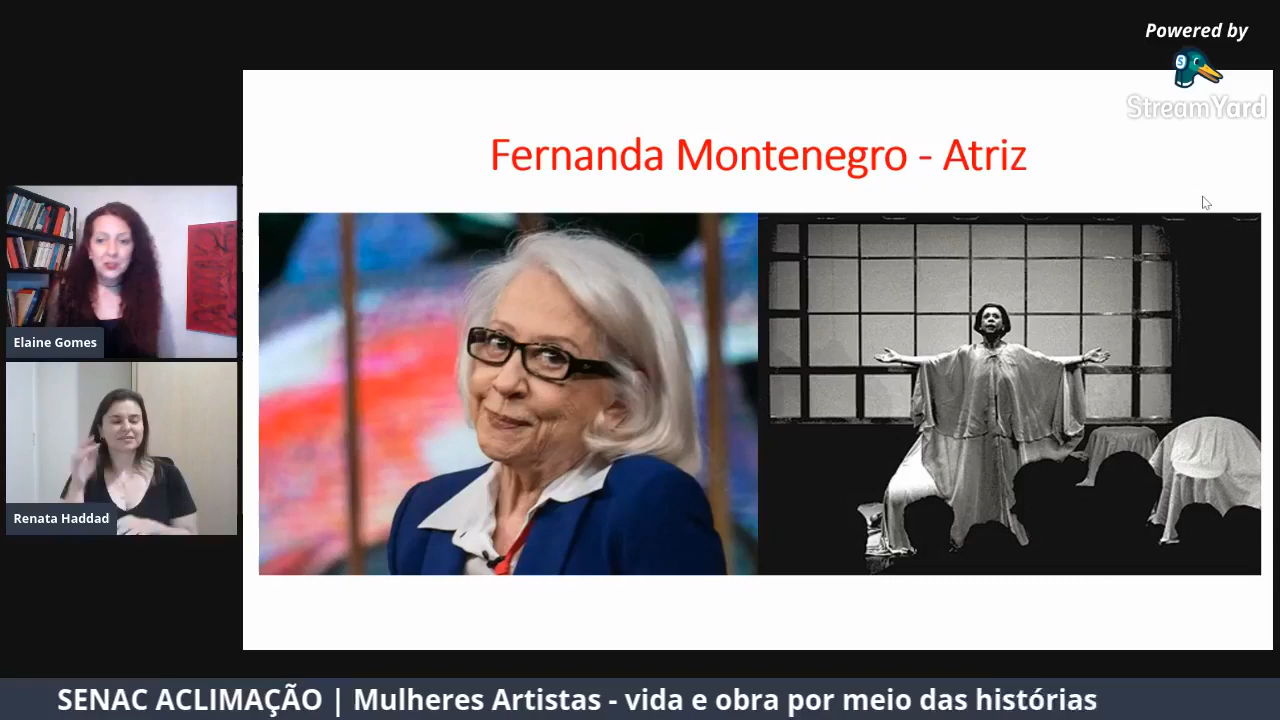 Powered by
StreamYard
Fernanda Montenegro - Atriz
Elaine Gomes
Renata Haddad
SENAC ACLIMAÇÃO | Mulheres Artistas - vida e obra por meio das histórias